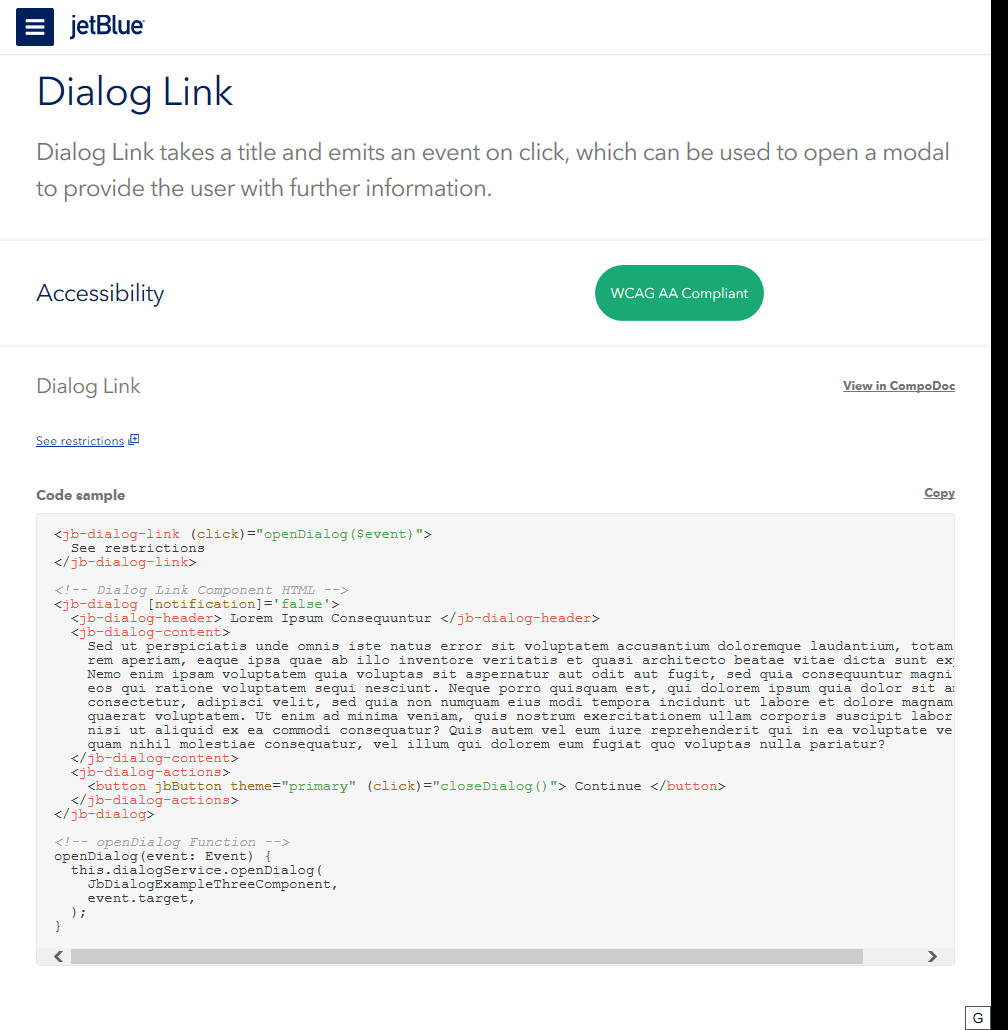 jetBlue
Dialog Link
Dialog Link takes a title and emits an event on click, which can be used to open a modal
to provide the user with further information.
Accessibility
WCAG AA Compliant
Dialog Link
View in CompoDoc
See restrictions
Code sample
Copy
<jb-dialog-link (click)="openDialog($event)">
  See restrictions
</jb-dialog-link>
<!-- Dialog Link Component HTML -->
<jb-dialog [notification]='false'>
  <jb-dialog-header> Lorem Ipsum Consequuntur </jb-dialog-header>
  <jb-dialog-content>
    Sed ut perspiciatis unde omnis iste natus error sit voluptatem accusantium doloremque laudantium, totam
    rem aperiam, eaque ipsa quae ab illo inventore veritatis et quasi architecto beatae vitae dicta sunt
    Nemo enim ipsam voluptatem quia voluptas sit aspernatur aut odit aut fugit, sed quia consequuntur magni
    eos qui ratione voluptatem sequi nesciunt. Neque porro quisquam est, qui dolorem ipsum quia dolor sit
    consectetur, adipisci velit, sed quia non numquam eius modi tempora incidunt ut labore et dolore magnam
    quaerat voluptatem. Ut enim ad minima veniam, quis nostrum exercitationem ullam corporis suscipit labor
    nisi ut aliquid ex ea commodi consequatur? Quis autem vel eum iure reprehenderit qui in ea voluptate ve
    quam nihil molestiae consequatur, vel illum qui dolorem eum fugiat quo voluptas nulla pariatur?
  </jb-dialog-content>
  <jb-dialog-actions>
    <button jbButton theme="primary" (click)="closeDialog()"> Continue </button>
  </jb-dialog-actions>
</jb-dialog>
<!-- openDialog Function -->
openDialog(event: Event) {
  this.dialogService.openDialog(
    JbDialogExampleThreeComponent,
    event.target,
  );
}
G